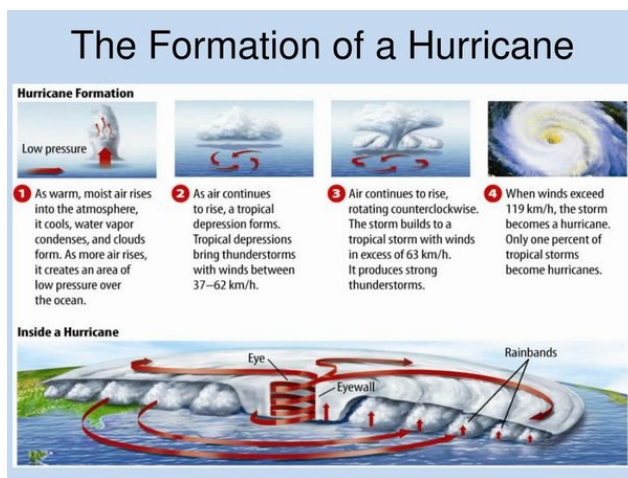 The Formation of a Hurricane
Hurricane Formation
Low pressure
1 As warm, moist air rises
into the atmosphere,
it cools, water vapor
condenses, and clouds
form. As more air rises,
it creates an area of
low pressure over
the ocean.
2 As air continues
to rise, a tropical
depression forms.
Tropical depressions
bring thunderstorms
with winds between
37–62 km/h.
3 Air continues to rise,
rotating counterclockwise.
The storm builds to a
tropical storm with winds
in excess of 63 km/h.
It produces strong
thunderstorms.
4 When winds exceed
119 km/h, the storm
becomes a hurricane.
Only one percent of
tropical storms
become hurricanes.
Inside a Hurricane
Eye
Eyewall
Rainbands